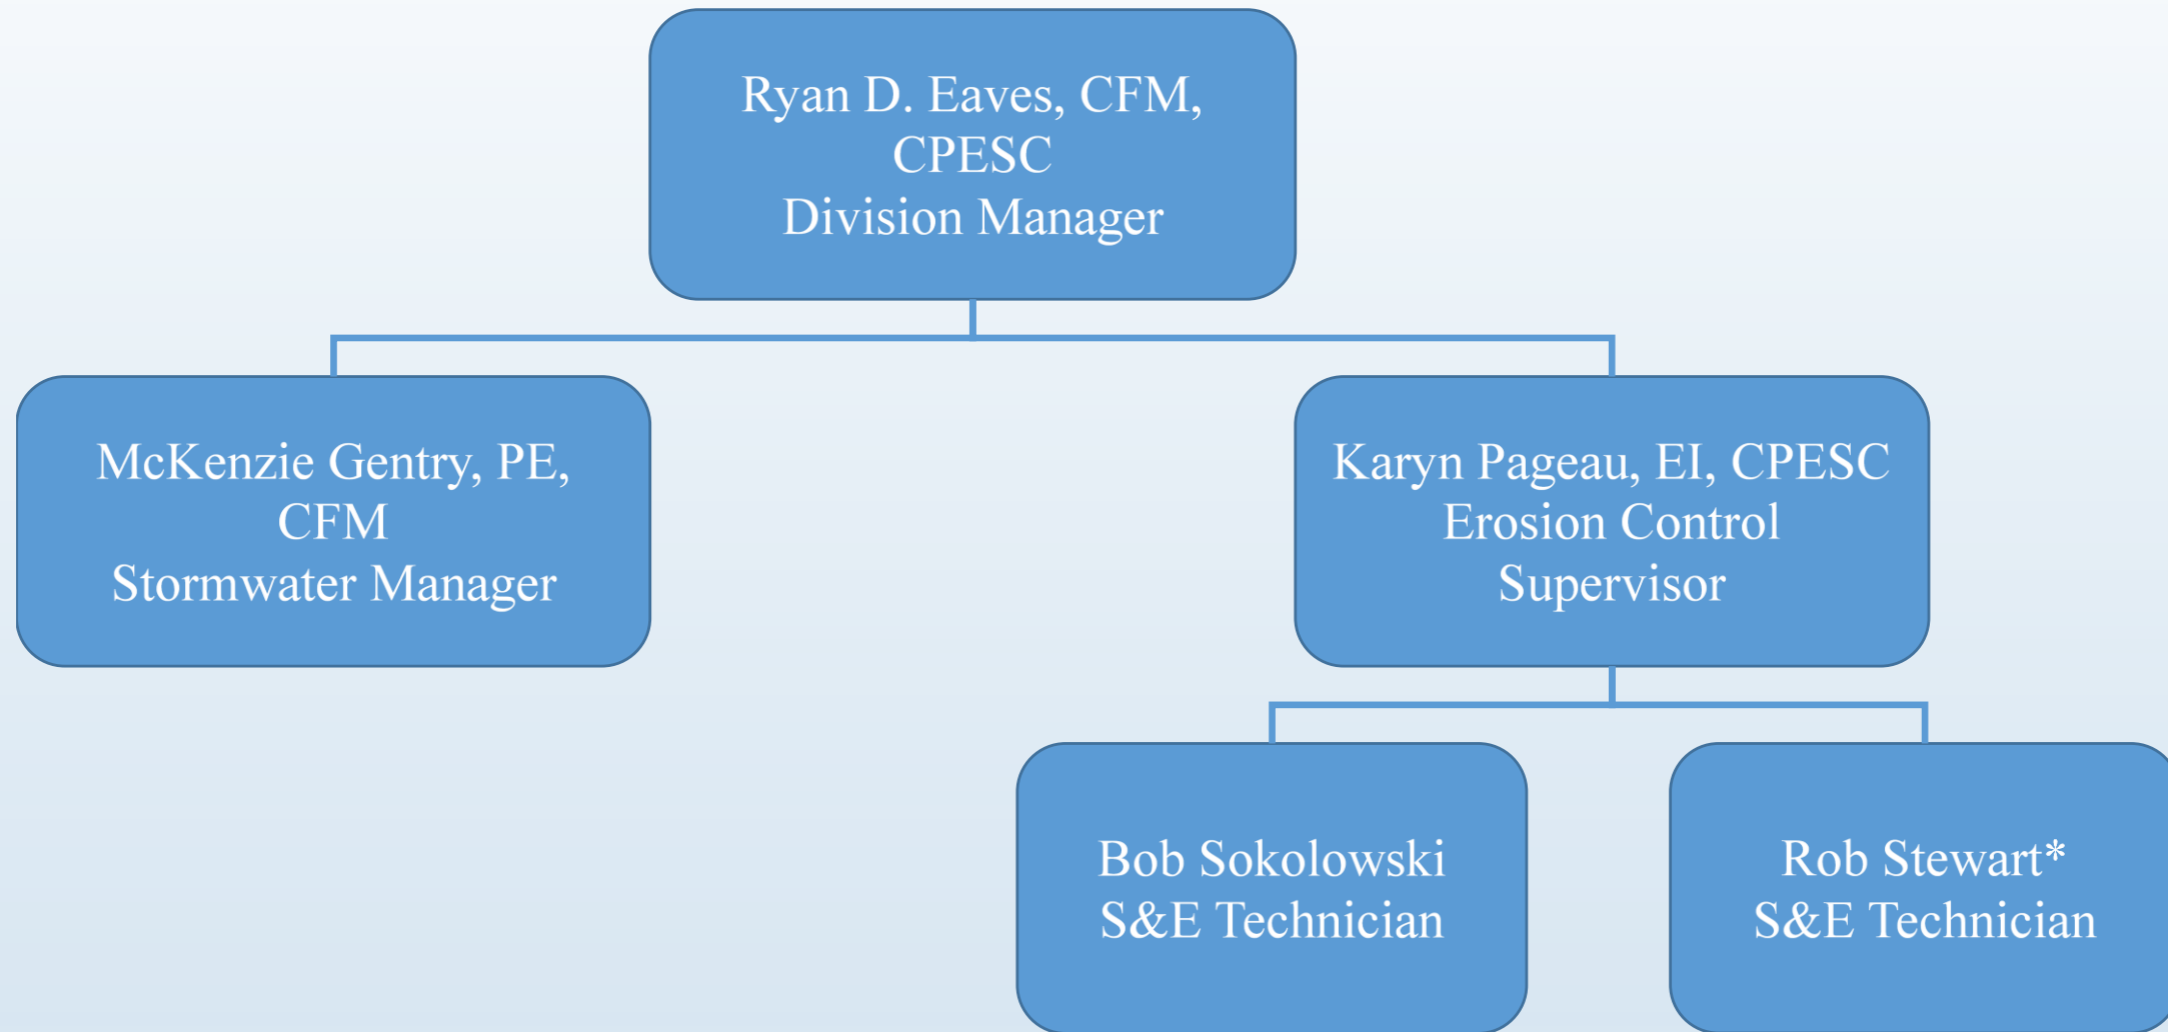 Ryan D. Eaves, CFM,
CPESC
Division Manager
McKenzie Gentry, PE,
CFM
Stormwater Manager
Karyn Pageau, EI, CPESC
Erosion Control
Supervisor
Bob Sokolowski
S&E Technician
Rob Stewart*
S&E Technician